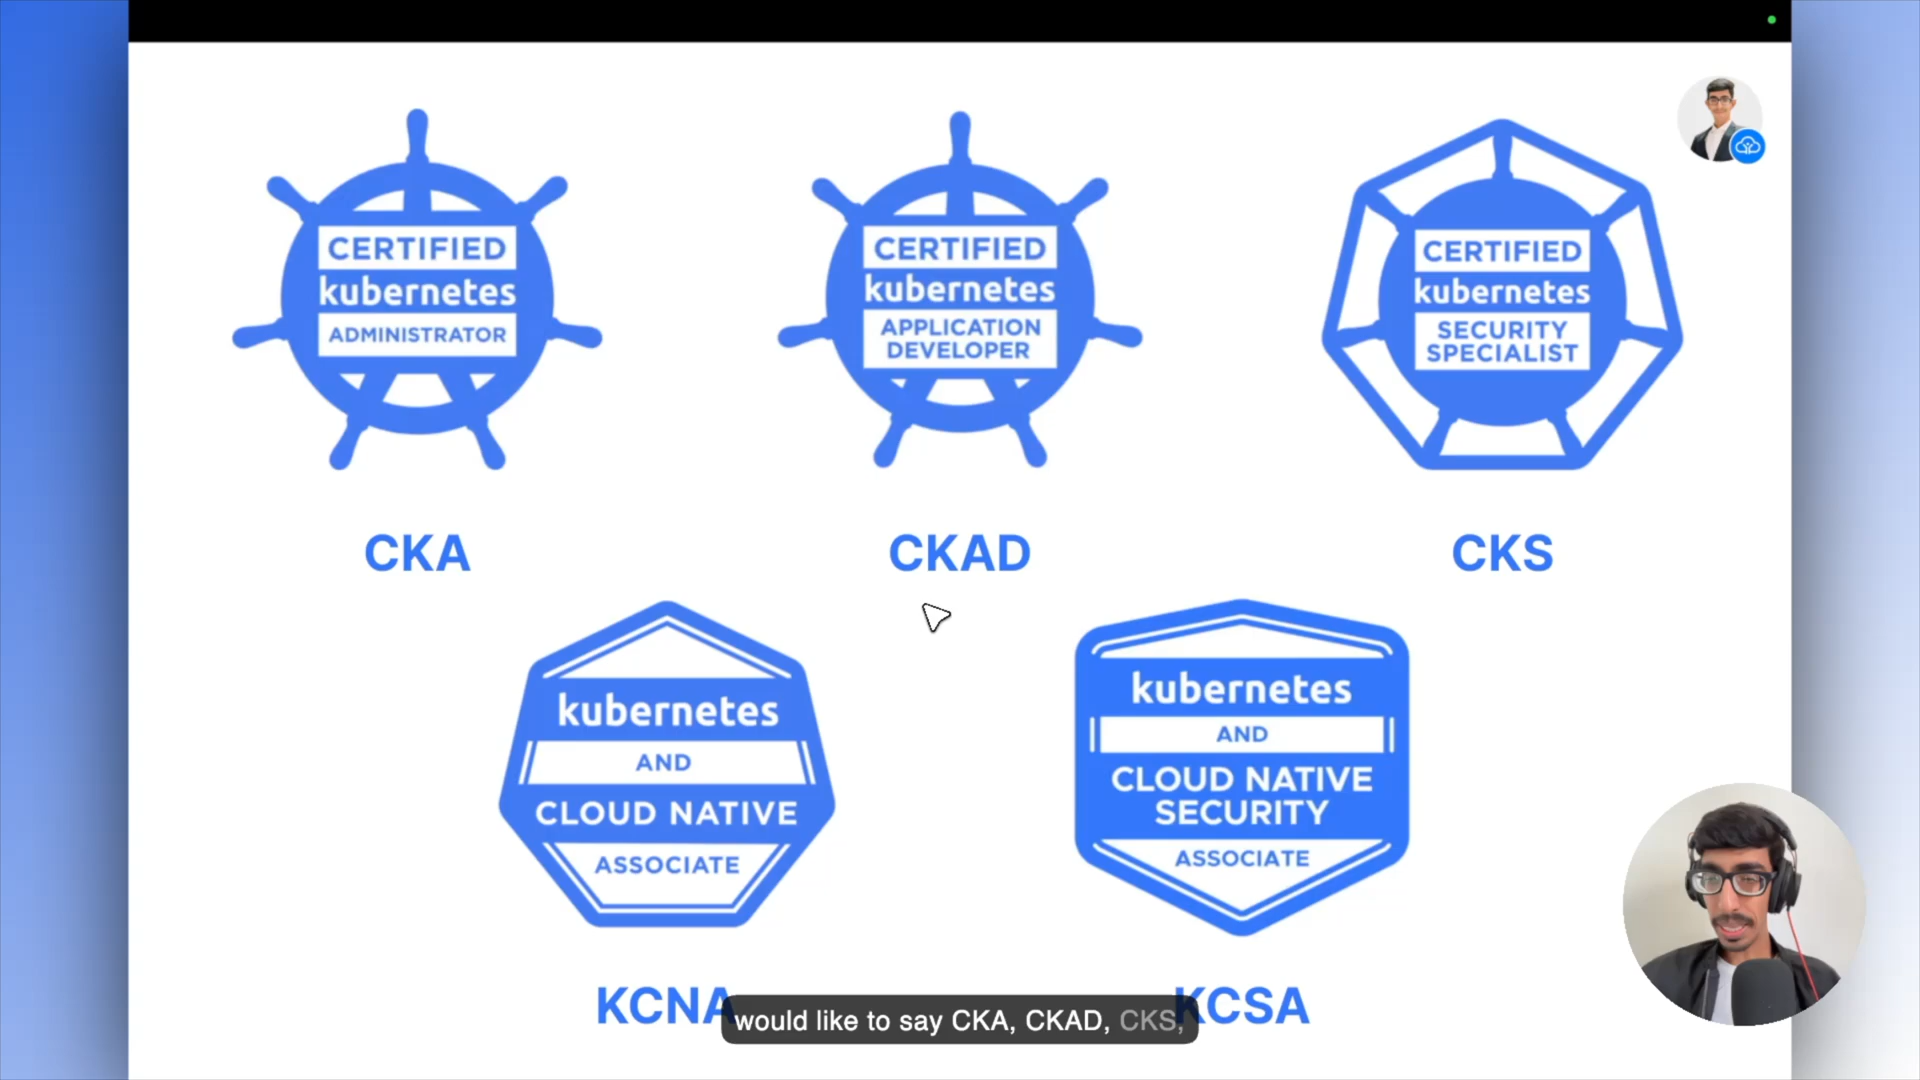 CERTIFIED
kubernetes
ADMINISTRATOR
CKA
CERTIFIED
kubernetes
APPLICATION
DEVELOPER
CKAD
CERTIFIED
kubernetes
SECURITY
SPECIALIST
CKS
kubernetes
AND
CLOUD NATIVE
ASSOCIATE
KCNA
kubernetes
AND
CLOUD NATIVE
SECURITY
ASSOCIATE
KCSA
would like to say CKA, CKAD, CKS,